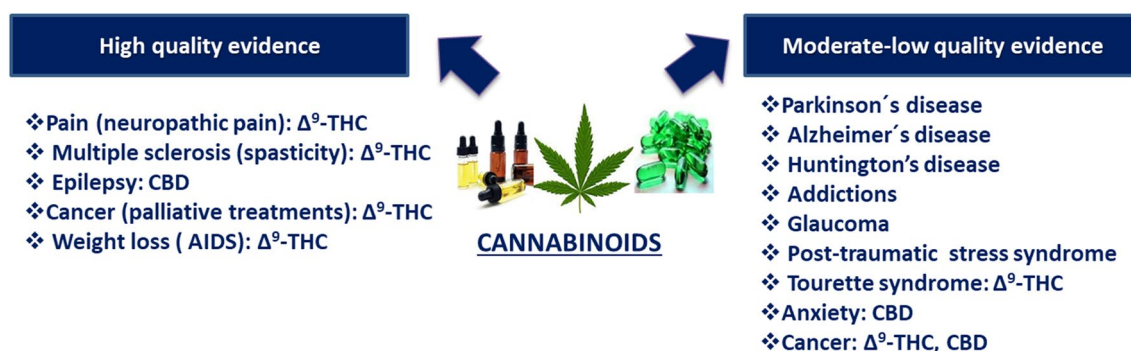 High quality evidence
❖Pain (neuropathic pain): Δ⁹-THC
❖ Multiple sclerosis (spasticity): Δ⁹-THC
❖ Epilepsy: CBD
❖Cancer (palliative treatments): Δ⁹-THC
❖ Weight loss ( AIDS): Δ⁹-THC
CANNABINOIDS
Moderate-low quality evidence
❖Parkinson´s disease
❖ Alzheimer´s disease
❖ Huntington’s disease
❖ Addictions
❖ Glaucoma
❖ Post-traumatic stress syndrome
❖ Tourette syndrome: Δ⁹-THC
❖Anxiety: CBD
❖Cancer: Δ⁹-THC, CBD